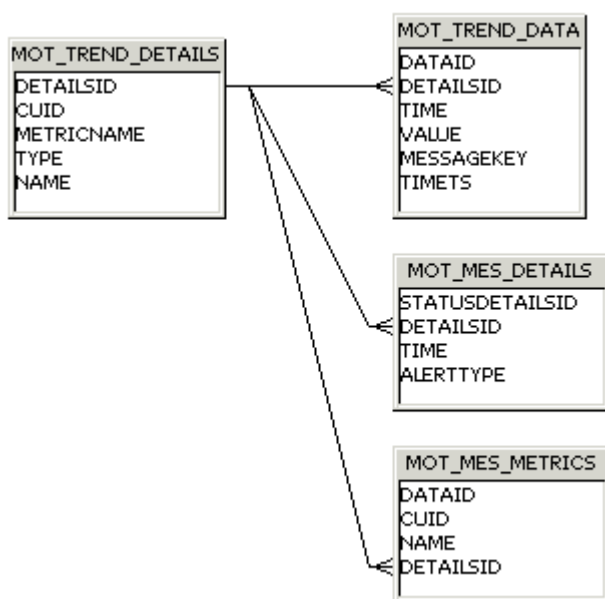 MOT_TREND_DETAILS
DETAILSID
CUID
METRICNAME
TYPE
NAME
MOT_TREND_DATA
DATAID
DETAILSID
TIME
VALUE
MESSAGEKEY
TIMETS
MOT_MES_DETAILS
STATUSDETAILSID
DETAILSID
TIME
ALERTTYPE
MOT_MES_METRICS
DATAID
CUID
NAME
DETAILSID